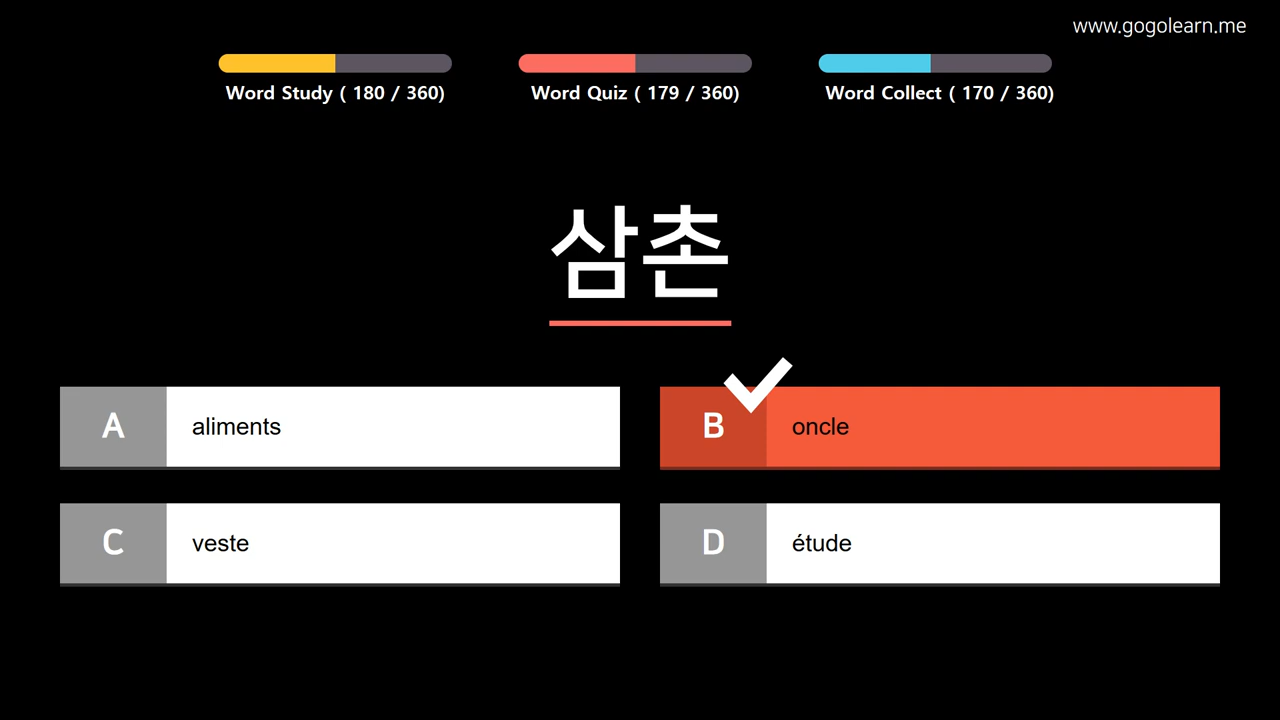 www.gogolearn.me
Word Study ( 180 / 360)
Word Quiz ( 179 / 360)
Word Collect ( 170 / 360)
삼촌
A aliments
B oncle
C veste
D étude